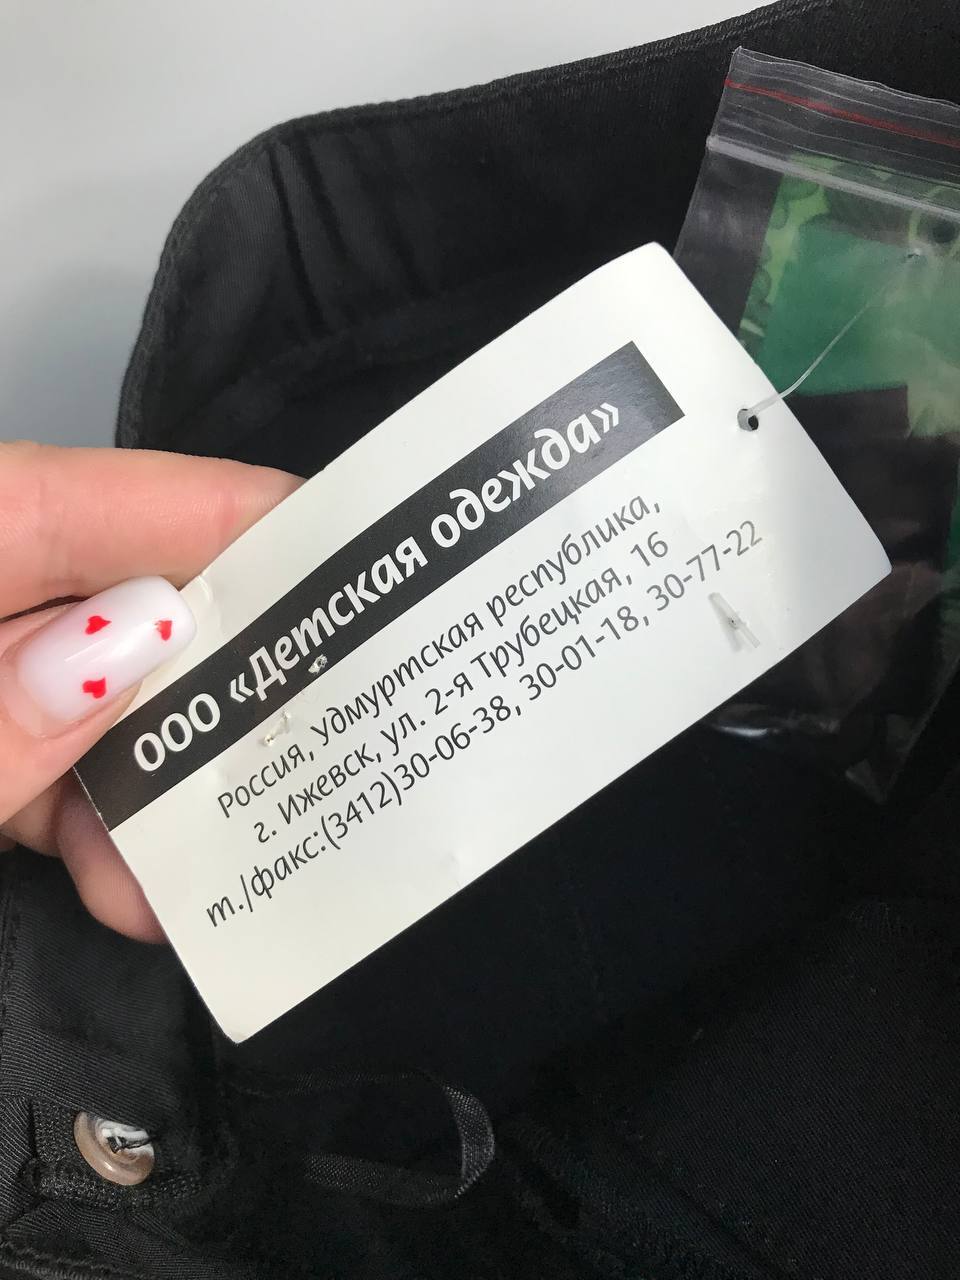 ООО «Детская одежда»
Россия, Удмуртская республика,
г. Ижевск, ул. 2-я Трубецкая, 16
т./факс:(3412)30-06-38, 30-01-18, 30-77-22